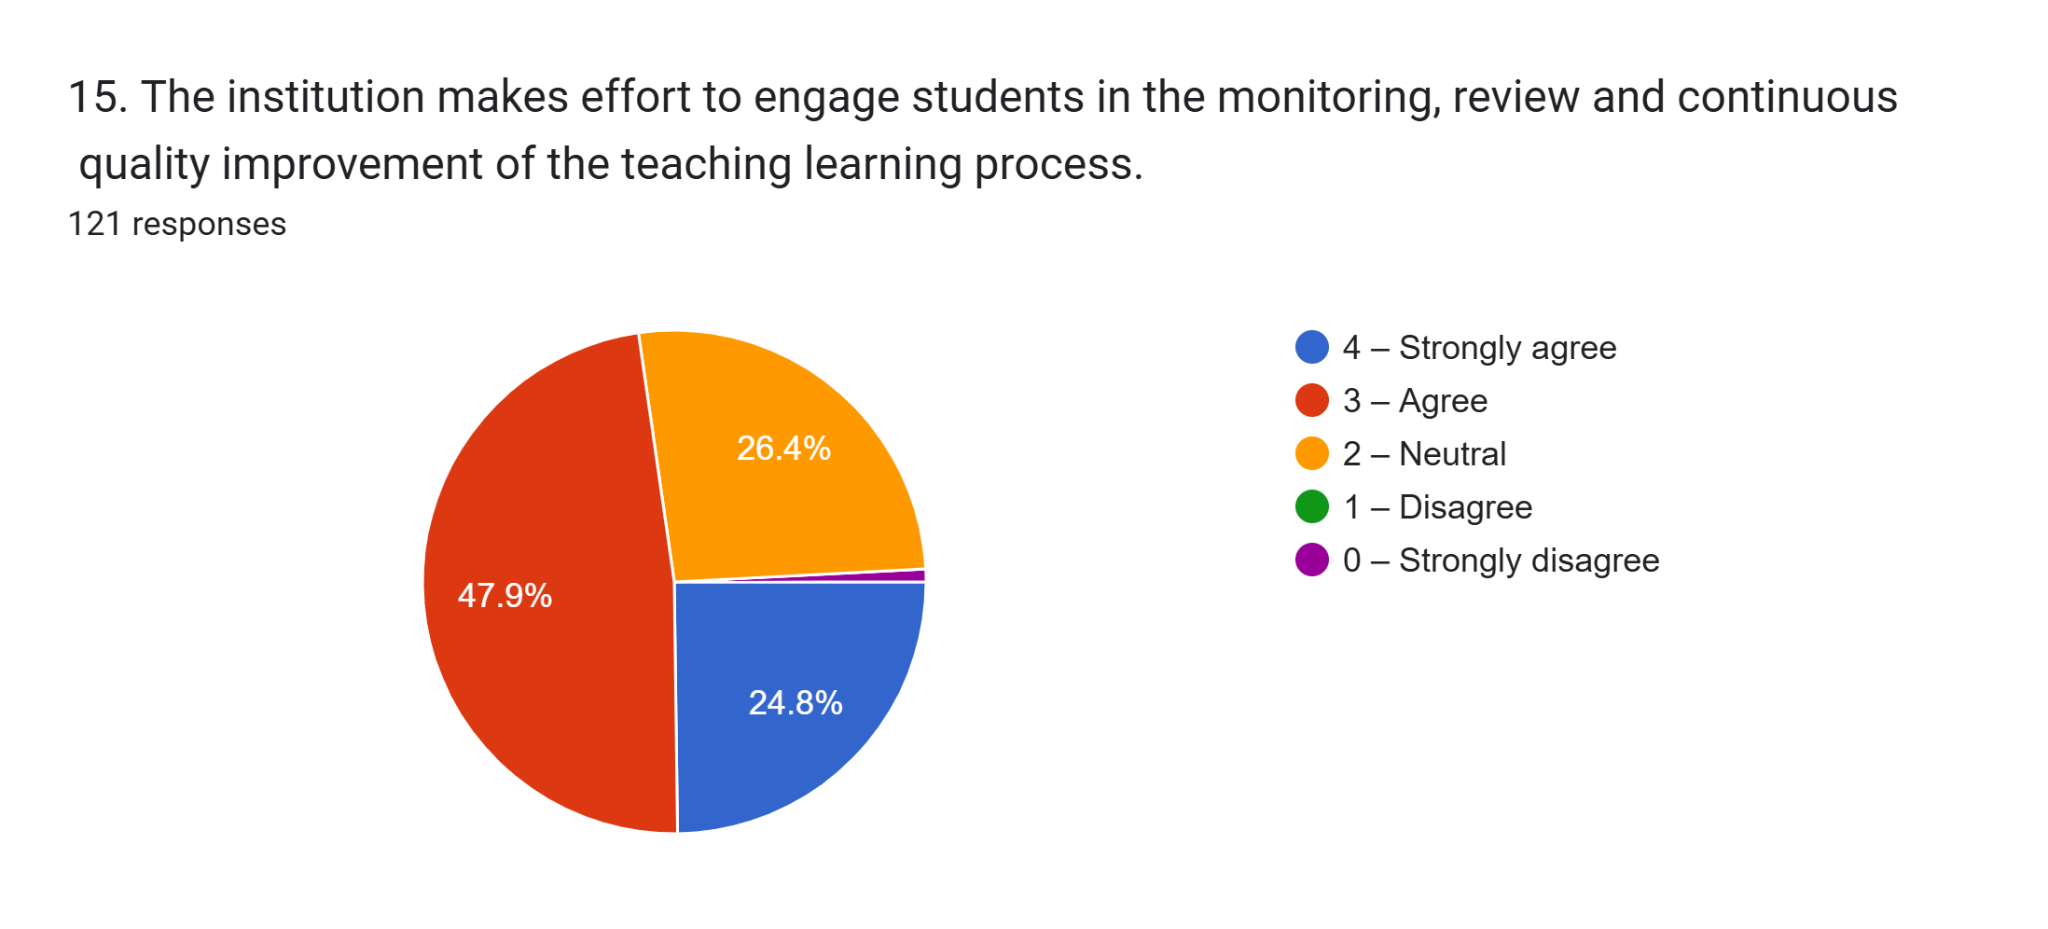 15. The institution makes effort to engage students in the monitoring, review and continuous
quality improvement of the teaching learning process.
121 responses
26.4%
47.9%
24.8%
4 – Strongly agree
3 – Agree
2 – Neutral
1 – Disagree
0 – Strongly disagree